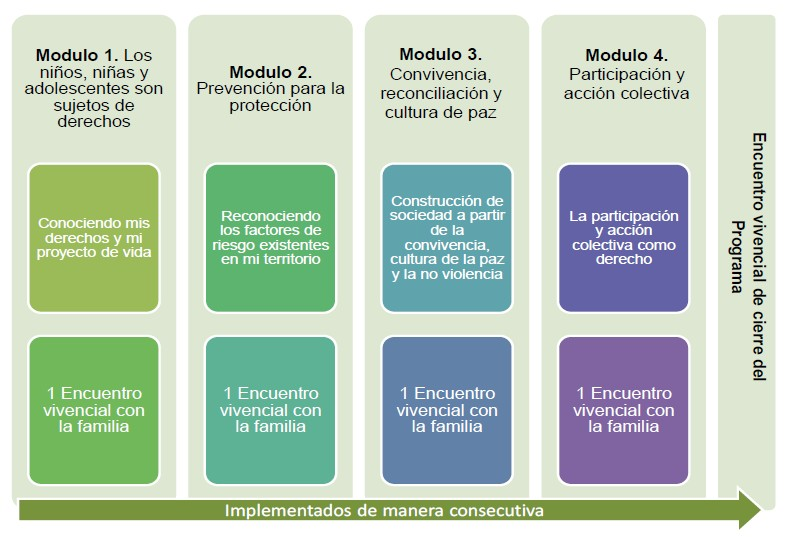 Modulo 1. Los
niños, niñas y
adolescentes son
sujetos de
derechos
Conociendo mis
derechos y mi
proyecto de vida
1 Encuentro
vivencial con
la familia
Modulo 2.
Prevención para la
protección
Reconociendo
los factores de
riesgo existentes
en mi territorio
1 Encuentro
vivencial con
la familia
Modulo 3.
Convivencia,
reconciliación y
cultura de paz
Construcción de
sociedad a partir
de la
convivencia,
cultura de la paz
y la no violencia
1 Encuentro
vivencial con
la familia
Modulo 4.
Participación y
acción colectiva
La participación
y acción
colectiva como
derecho
1 Encuentro
vivencial con
la familia
Encuentro vivencial de cierre del
Programa
Implementados de manera consecutiva